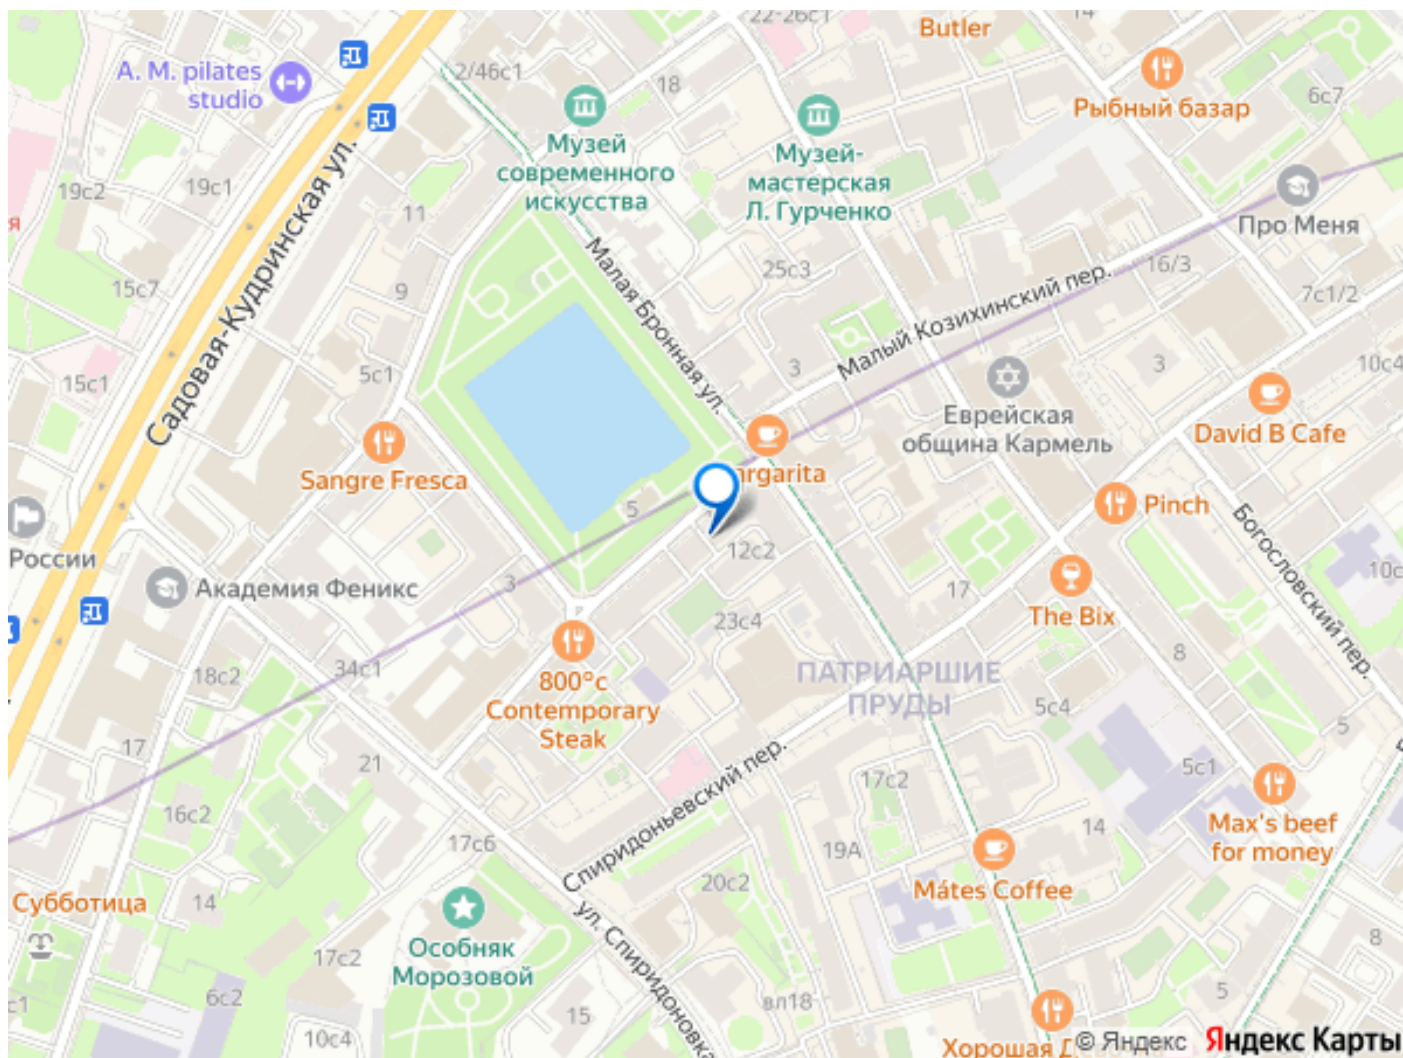 22-26с1
14
Butler
A. M. pilates
studio
2/46с1
18
Рыбный базар
6с7
Музей
современного
искусства
Музей-
мастерская
Л. Гурченко
19с2
19с1
11
Про Меня
Садовая-Кудринская ул.
Малая Бронная ул.
25с3
16/3
15с7
9
Малый Козихинский пер.
7с1/2
3
3
10с4
15с1
5с1
Еврейская
община Кармель
David B Cafe
Sangre Fresca
argarita
Pinch
5
России
12с2
Богословский пер.
Академия Феникс
3
17
The Bix
10с
23с4
34с1
18с2
ПАТРИАРШИЕ
ПРУДЫ
8
800°с
Contemporary
Steak
5с4
5
17
21
Спиридоньевский пер.
17с2
5с1
16с2
17с6
19А
14
Max's beef
for money
20с2
Mátes Coffee
Субботица
14
ул. Спиридоновка
Особняк
Морозовой
17с2
8
6с2
вл18
5
с1
10с4
15
Хорошая Д
© Яндекс
Яндекс Карты